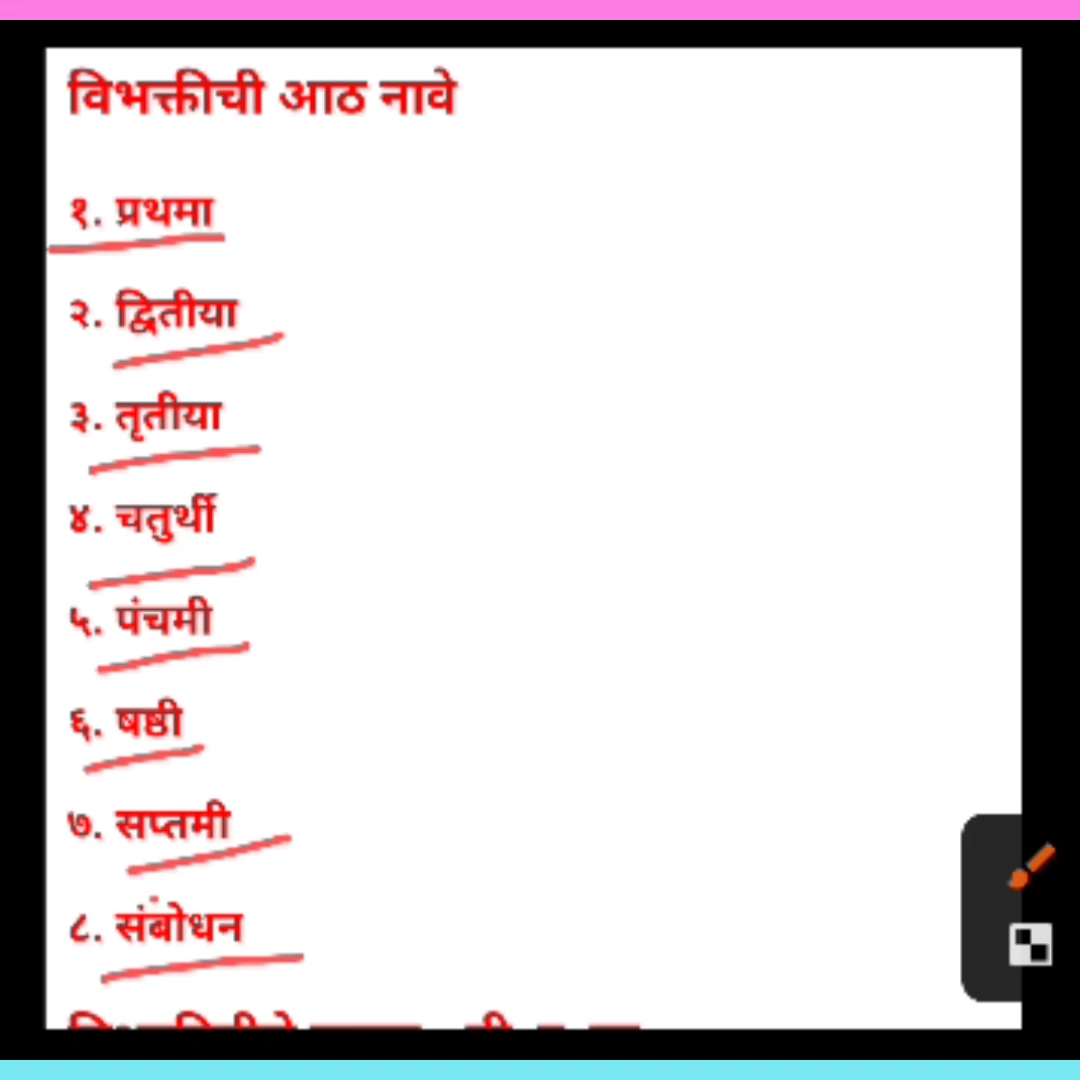 विभक्तीची आठ नावे
१. प्रथमा
२. द्वितीया
३. तृतीया
४. चतुर्थी
५. पंचमी
६. षष्ठी
७. सप्तमी
८. संबोधन